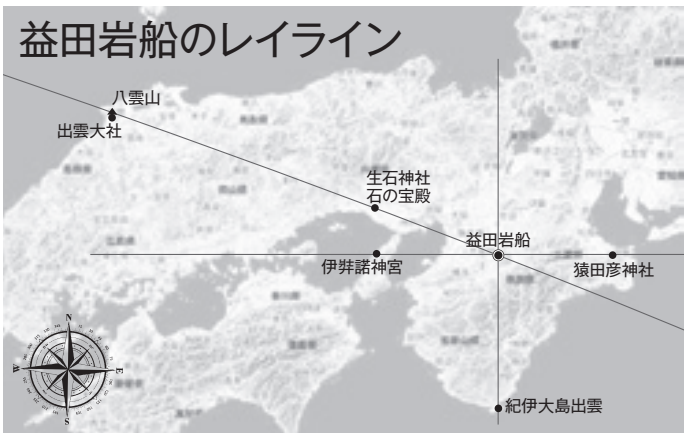 益田岩船のレイライン
八雲山
出雲大社
生石神社
石の宝殿
益田岩船
伊弉諾神宮
猿田彦神社
紀伊大島出雲
N
E
S
W